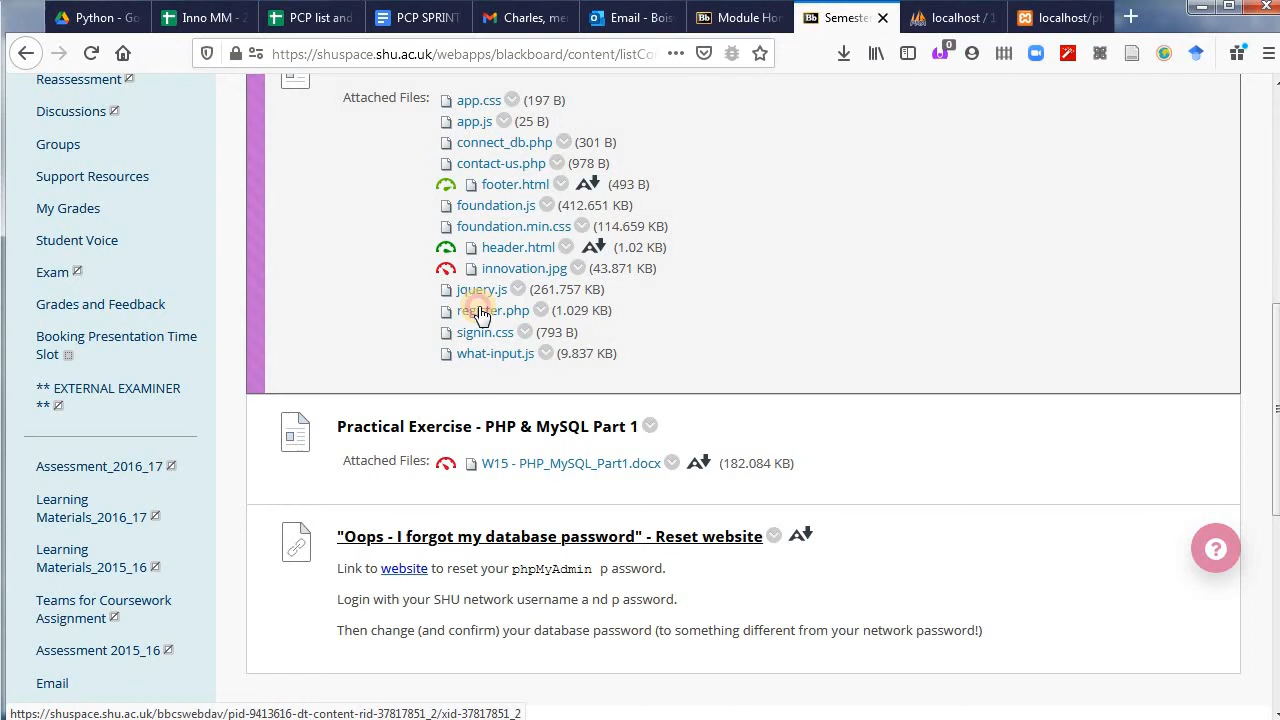 Python - G
Inno MM -
PCP list and
PCP SPRINT
Charles, me
Email - Bois
Bb Module Hom
Bb Semeste
localhost / 1
localhost/ph
https://shuspace.shu.ac.uk/webapps/blackboard/content/listCo
0
Reassessment
Discussions
Groups
Support Resources
My Grades
Student Voice
Exam
Grades and Feedback
Booking Presentation Time
Slot
** EXTERNAL EXAMINER
**
Assessment_2016_17
Learning
Materials_2016_17
Learning
Materials_2015_16
Teams for Coursework
Assignment
Assessment 2015_16
Email
Attached Files:
app.css (197 B)
app.js (25 B)
connect_db.php (301 B)
contact-us.php (978 B)
footer.html (493 B)
foundation.js (412.651 KB)
foundation.min.css (114.659 KB)
header.html (1.02 KB)
innovation.jpg (43.871 KB)
jquery.js (261.757 KB)
register.php (1.029 KB)
signin.css (793 B)
what-input.js (9.837 KB)
Practical Exercise - PHP & MySQL Part 1
Attached Files: W15 - PHP_MySQL_Part1.docx (182.084 KB)
"Oops - I forgot my database password" - Reset website
Link to website to reset your phpMyAdmin p assword.
Login with your SHU network username a nd p assword.
Then change (and confirm) your database password (to something different from your network password!)
?
https://shuspace.shu.ac.uk/bbcswebdav/pid-9413616-dt-content-rid-37817851_2/xid-37817851_2